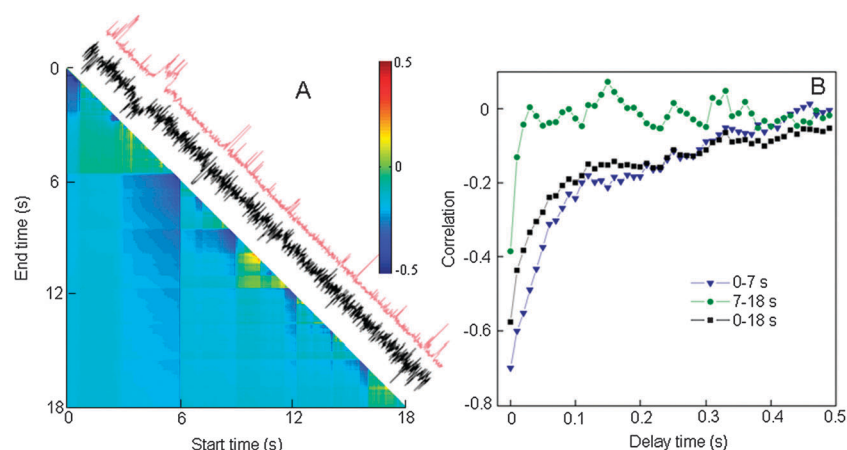 A
0.5
0
-0.5
0
6
12
18
End time (s)
0
6
12
18
Start time (s)
B
0
-0.2
-0.4
-0.6
-0.8
Correlation
0-7 s
7-18 s
0-18 s
0
0.1
0.2
0.3
0.4
0.5
Delay time (s)